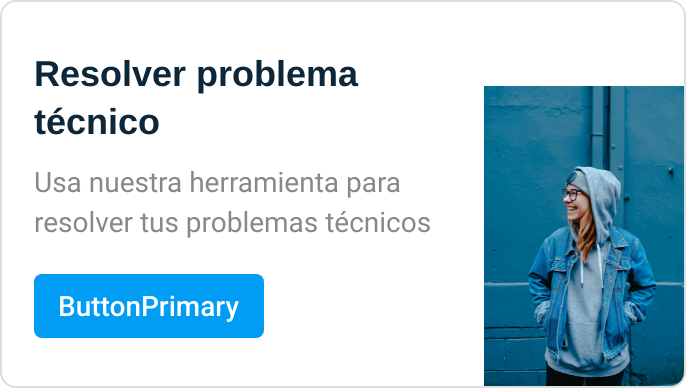 Resolver problema
técnico
Usa nuestra herramienta para
resolver tus problemas técnicos
ButtonPrimary